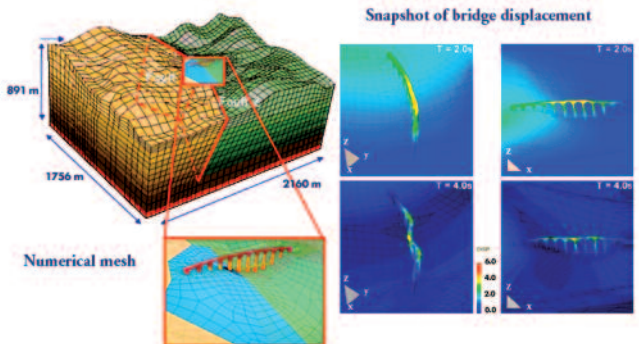 Snapshot of bridge displacement
T = 2.0s
T = 2.0s
891 m
Z
Y
X
Z
X
1756 m
2160 m
T = 4.0s
T = 4.0s
Numerical mesh
6.0
4.0
2.0
0.0
Z
Y
X
Z
X